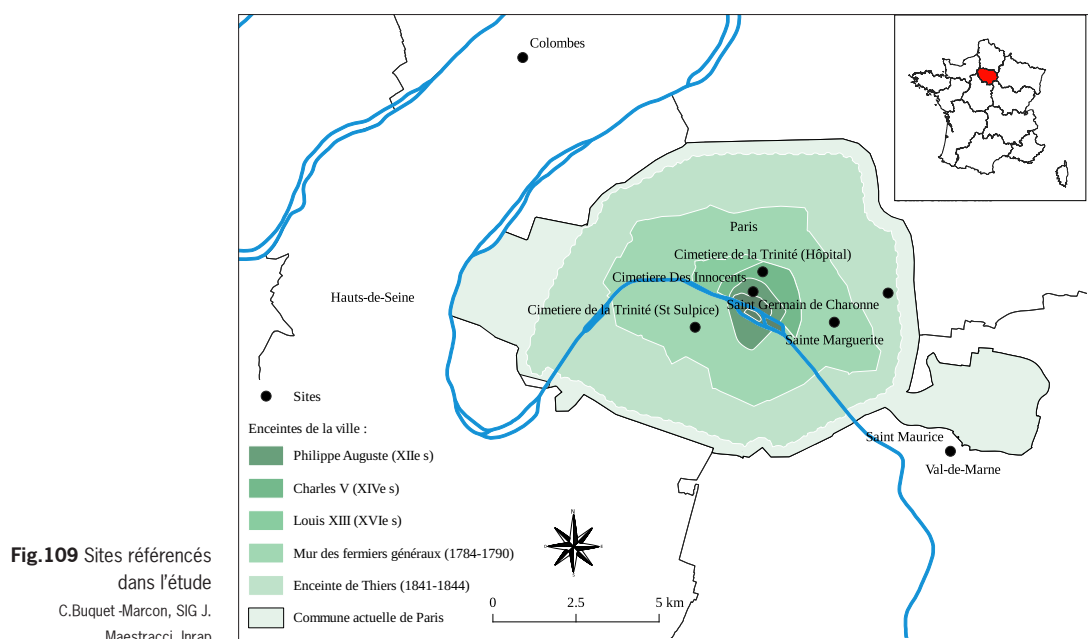 Colombes
Paris
Cimetiere de la Trinité (Hôpital)
Cimetiere Des Innocents
Hauts-de-Seine
Saint Germain de Charonne
Cimetiere de la Trinité (St Sulpice)
Sainte Marguerite
Sites
Enceintes de la ville :
Saint Maurice
Philippe Auguste (XIIe s)
Val-de-Marne
Charles V (XIVe s)
Louis XIII (XVIe s)
N
Mur des fermiers généraux (1784-1790)
Enceinte de Thiers (1841-1844)
S
0 2.5 5 km
Commune actuelle de Paris
Fig.109 Sites référencés
dans l'étude
C.Buquet-Marcon, SIG J.
Maestracci, Inrap